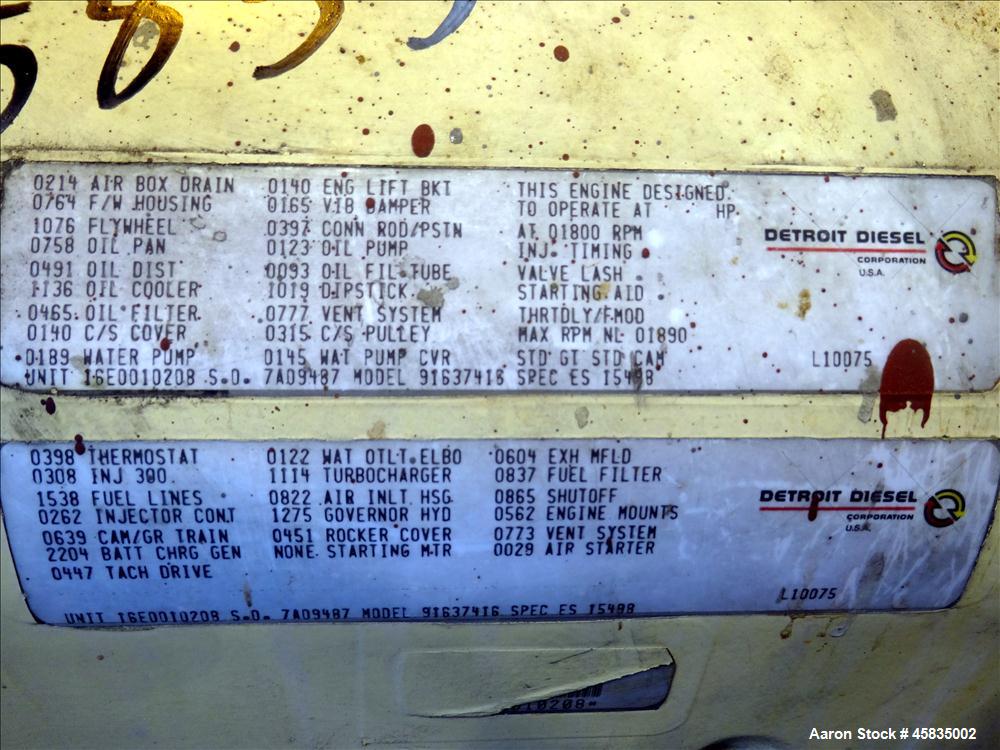 0214 AIR BOX DRAIN 0140 ENG LIFT BKT THIS ENGINE DESIGNED
0764 F/W HOUSING 0165 VIB DAMPER TO OPERATE AT HP
1076 FLYWHEEL 0397 CONN ROD/PSTN AT 01800 RPM
0758 OIL PAN 0123 OIL PUMP INJ TIMING
0491 OIL DIST 0093 OIL FIL TUBE VALVE LASH
1136 OIL COOLER 1019 DIPSTICK STARTING AID
0465 OIL FILTER 0777 VENT SYSTEM THRTDLY/FMOD
0140 C/S COVER 0315 C/S PULLEY MAX RPM NL 01890
0189 WATER PUMP 0145 WAT PUMP CVR STD GT STD CAM
UNIT 16E0010208 S.O. 7A09487 MODEL 91637416 SPEC ES 15498
DETROIT DIESEL
CORPORATION
U.S.A.
L10075
0398 THERMOSTAT 0122 WAT OTLT ELBO 0604 EXH MFLD
0308 INJ 390 1114 TURBOCHARGER 0837 FUEL FILTER
1538 FUEL LINES 0822 AIR INLT HSG 0865 SHUTOFF
0262 INJECTOR CONT 1275 GOVERNOR HYD 0562 ENGINE MOUNTS
0639 CAM/GR TRAIN 0451 ROCKER COVER 0773 VENT SYSTEM
2204 BATT CHRG GEN NONE STARTING MTR 0029 AIR STARTER
0447 TACH DRIVE
DETROIT DIESEL
CORPORATION
U.S.A.
L10075
UNIT 16E0010208 S.O. 7A09487 MODEL 91637416 SPEC ES 15498
10208
Aaron Stock # 45835002